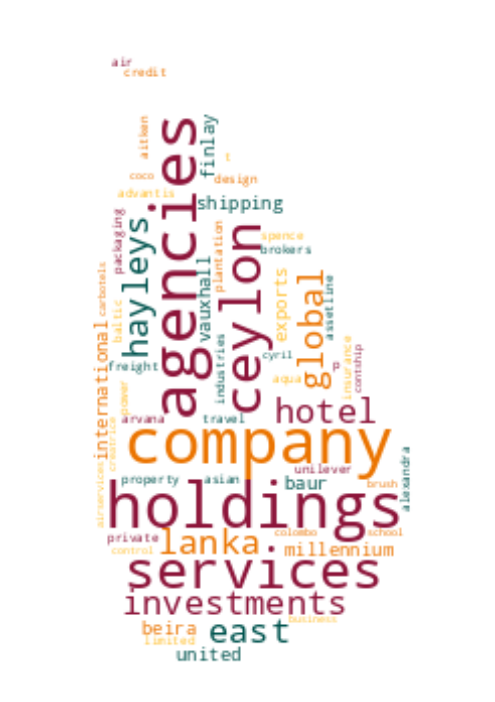 air
credit
aitken
agencies
finlay
t
coco
design
advantis
shipping
packaging
hayleys
plantation
ceylon
spence
brokers
vauxhall
carbotels
baltic
exports
global
assetline
international
industries
cyril
insurance
contship
freight
p
aqua
power
hotel
arvana
travel
creatrice
company
alexandra
airservices
unilever
property
asian
baur
brush
holdings
private
lanka
colombo
school
control
millennium
services
investments
business
beira
east
limited
united